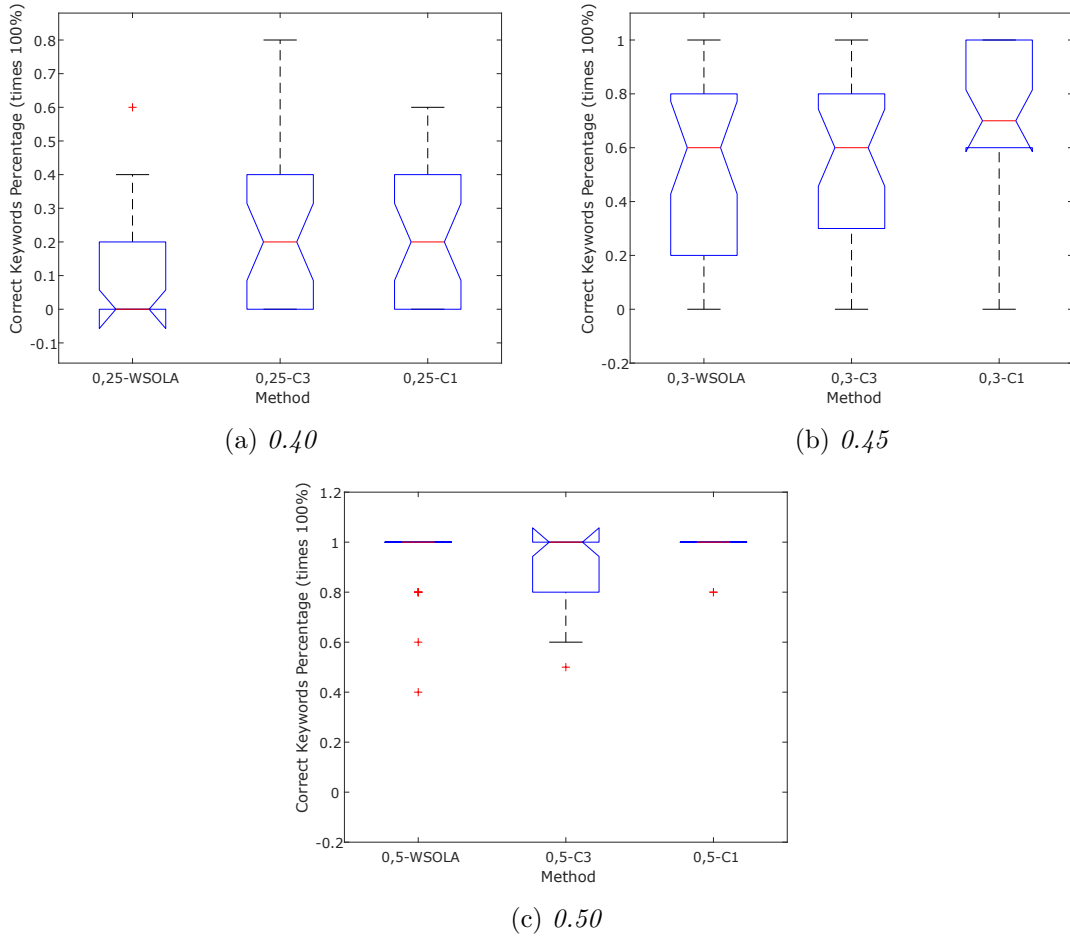 Correct Keywords Percentage (times 100%)
0.8
0.7
0.6
0.5
0.4
0.3
0.2
0.1
0
-0.1
0,25-WSOLA 0,25-C3 0,25-C1
Method
(a) 0.40
Correct Keywords Percentage (times 100%)
1
0.8
0.6
0.4
0.2
0
-0.2
0,3-WSOLA 0,3-C3 0,3-C1
Method
(b) 0.45
Correct Keywords Percentage (times 100%)
1.2
1
0.8
0.6
0.4
0.2
0
-0.2
0,5-WSOLA 0,5-C3 0,5-C1
Method
(c) 0.50